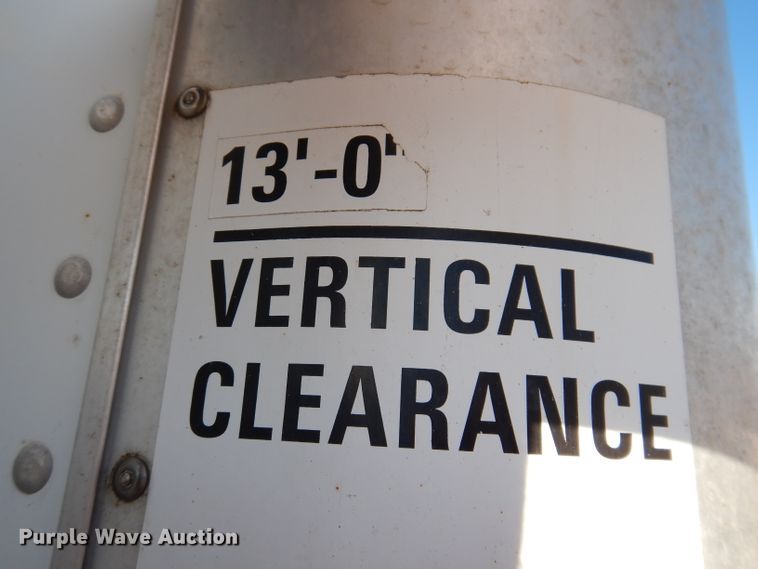 13'-0"
VERTICAL
CLEARANCE
Purple Wave Auction